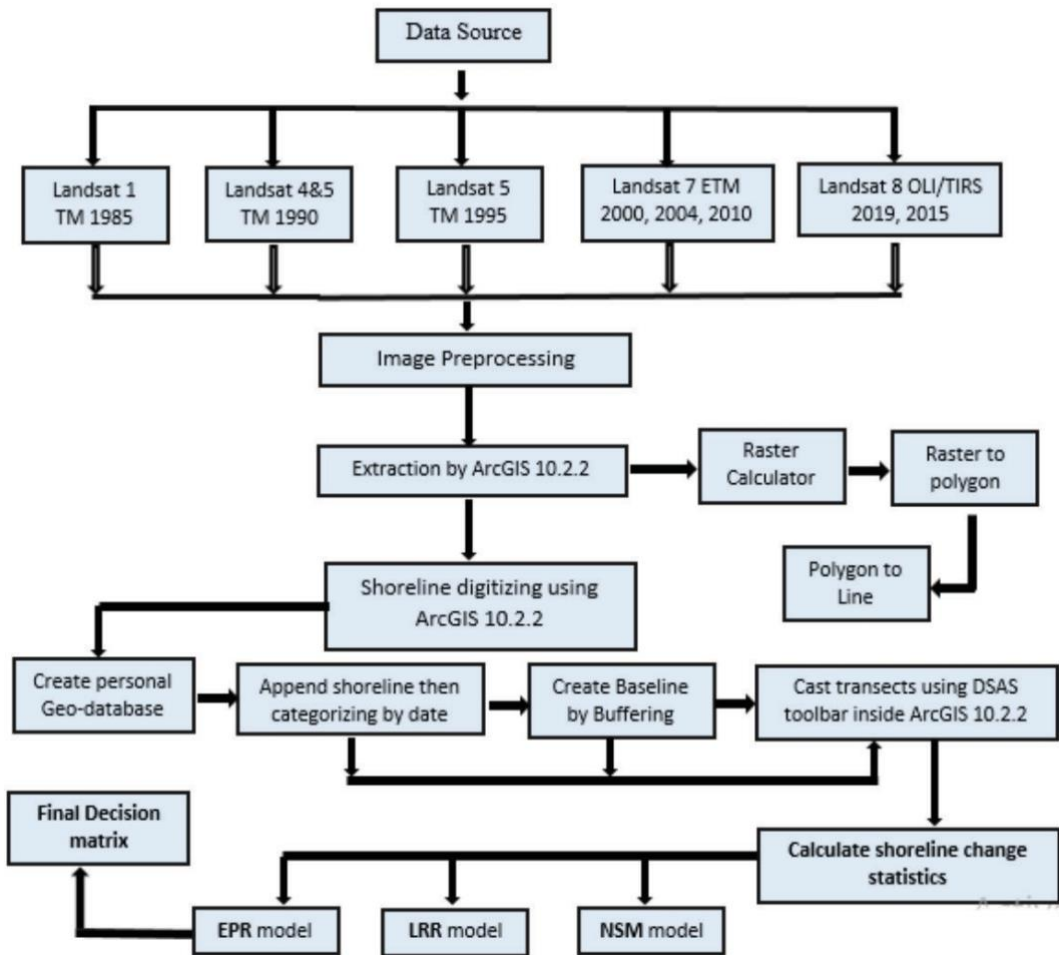 Data Source
Landsat 1
TM 1985
Landsat 4&5
TM 1990
Landsat 5
TM 1995
Landsat 7 ETM
2000, 2004, 2010
Landsat 8 OLI/TIRS
2019, 2015
Image Preprocessing
Extraction by ArcGIS 10.2.2
Raster
Calculator
Raster to
polygon
Polygon to
Line
Shoreline digitizing using
ArcGIS 10.2.2
Create personal
Geo-database
Append shoreline then
categorizing by date
Create Baseline
by Buffering
Cast transects using DSAS
toolbar inside ArcGIS 10.2.2
Final Decision
matrix
Calculate shoreline change
statistics
EPR model
LRR model
NSM model